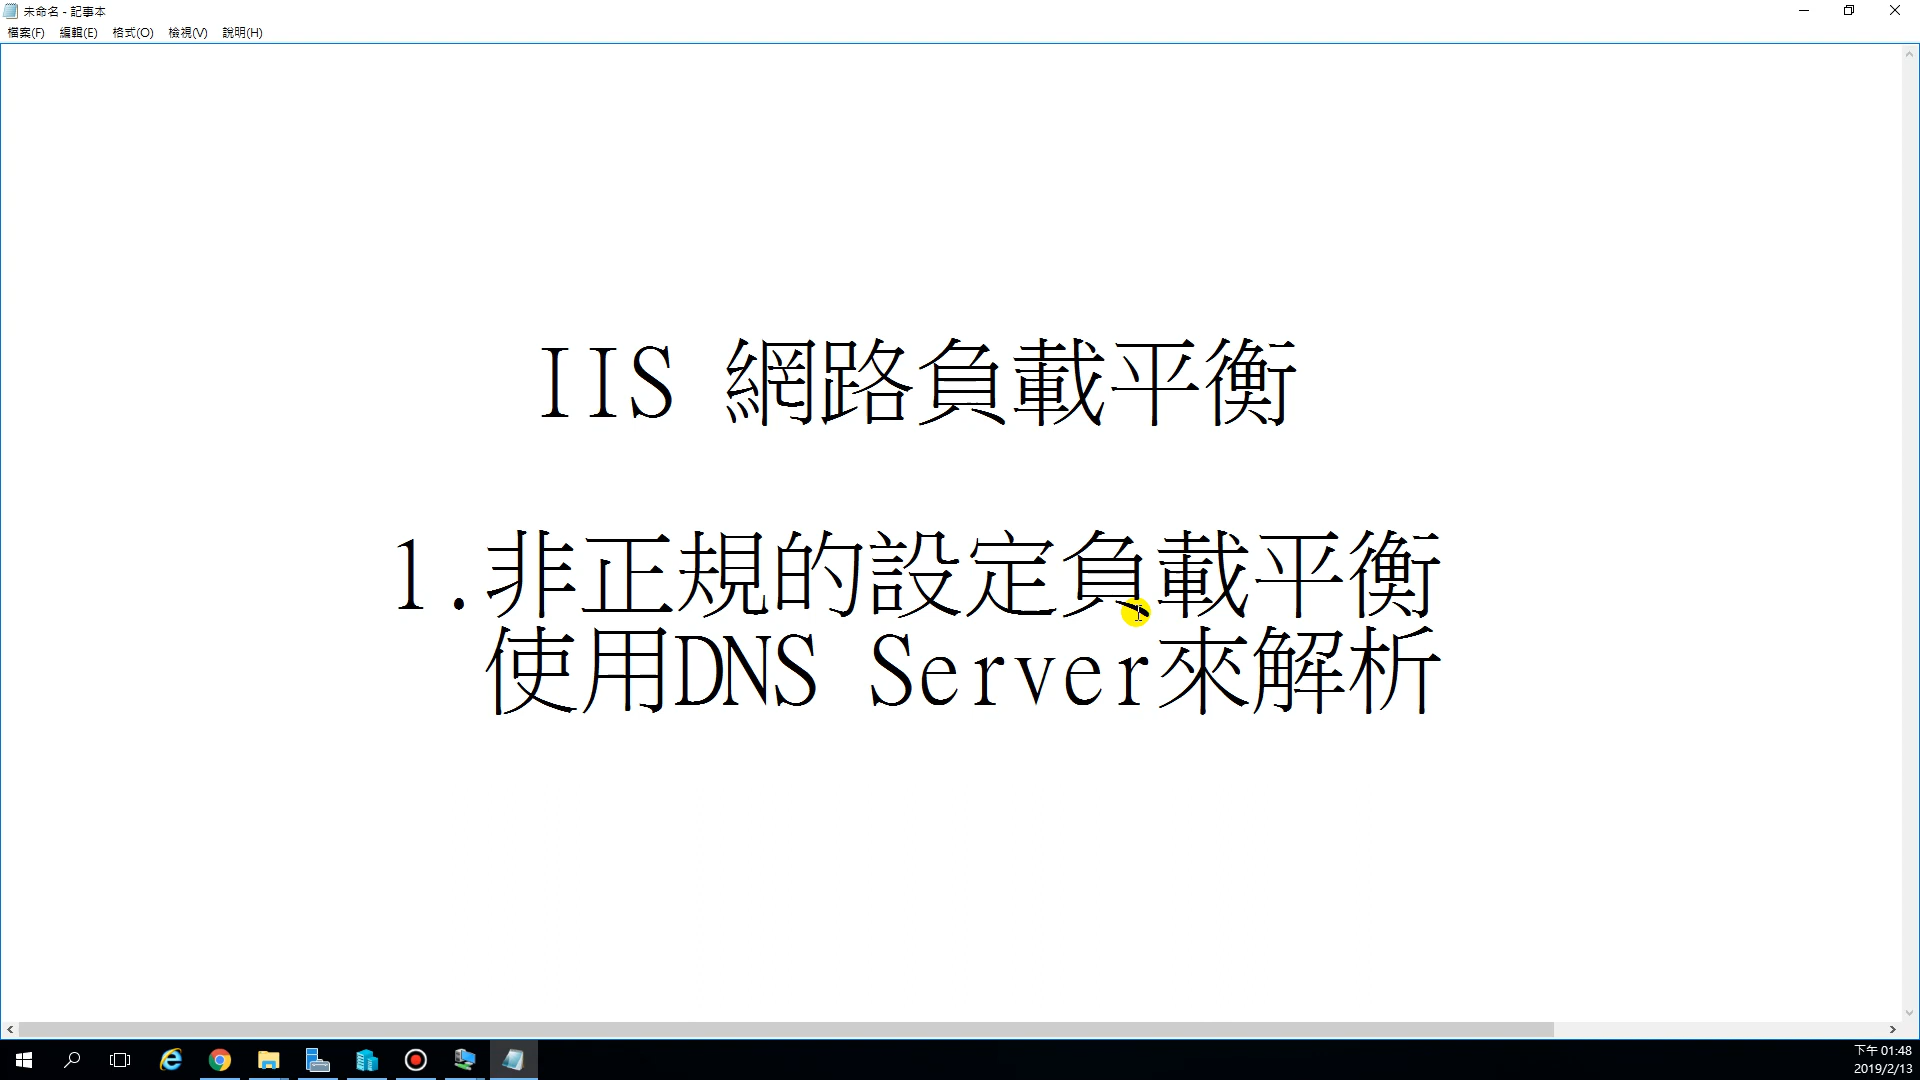 未命名 - 記事本
檔案(F) 編輯(E) 格式(O) 檢視(V) 說明(H)
IIS 網路負載平衡
1.非正規的設定負載平衡
使用DNS Server來解析
下午 01:48
2019/2/13